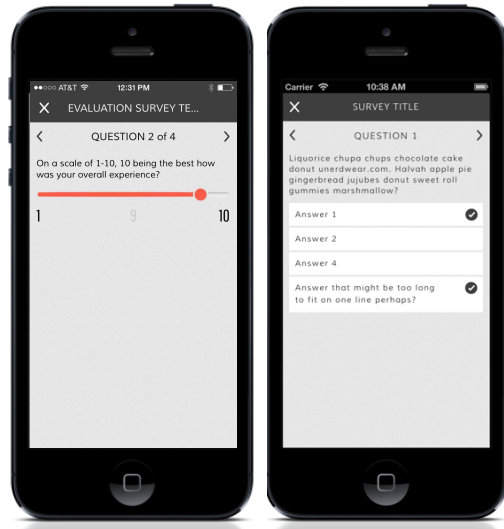 AT&T 12:31 PM
EVALUATION SURVEY TE...
QUESTION 2 of 4
On a scale of 1-10, 10 being the best how
was your overall experience?
1 9 10
Carrier 10:38 AM
SURVEY TITLE
QUESTION 1
Liquorice chupa chups chocolate cake
donut unerdwear.com. Halvah apple pie
gingerbread jujubes donut sweet roll
gummies marshmallow?
Answer 1
Answer 2
Answer 4
Answer that might be too long
to fit on one line perhaps?